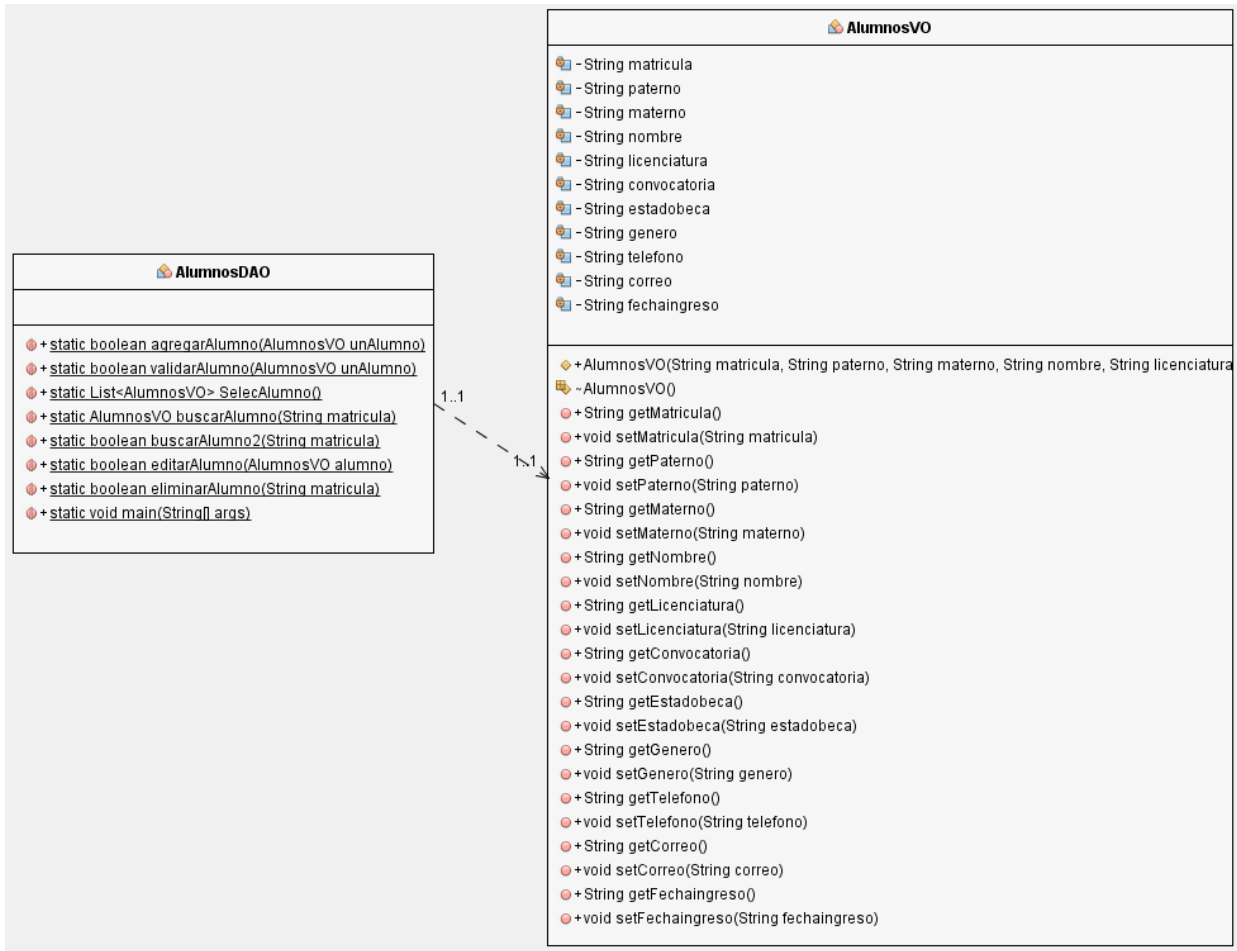 AlumnosDAO
+static boolean agregarAlumno(AlumnosVO unAlumno)
+static boolean validarAlumno(AlumnosVO unAlumno)
+static List<AlumnosVO> SelecAlumno()
+static AlumnosVO buscarAlumno(String matricula)
+static boolean buscarAlumno2(String matricula)
+static boolean editarAlumno(AlumnosVO alumno)
+static boolean eliminarAlumno(String matricula)
+static void main(String[] args)
1..1
1..1
AlumnosVO
-String matricula
-String paterno
-String materno
-String nombre
-String licenciatura
-String convocatoria
-String estadobeca
-String genero
-String telefono
-String correo
-String fechaingreso
+AlumnosVO(String matricula, String paterno, String materno, String nombre, String licenciatura
~AlumnosVO()
+String getMatricula()
+void setMatricula(String matricula)
+String getPaterno()
+void setPaterno(String paterno)
+String getMaterno()
+void setMaterno(String materno)
+String getNombre()
+void setNombre(String nombre)
+String getLicenciatura()
+void setLicenciatura(String licenciatura)
+String getConvocatoria()
+void setConvocatoria(String convocatoria)
+String getEstadobeca()
+void setEstadobeca(String estadobeca)
+String getGenero()
+void setGenero(String genero)
+String getTelefono()
+void setTelefono(String telefono)
+String getCorreo()
+void setCorreo(String correo)
+String getFechaingreso()
+void setFechaingreso(String fechaingreso)